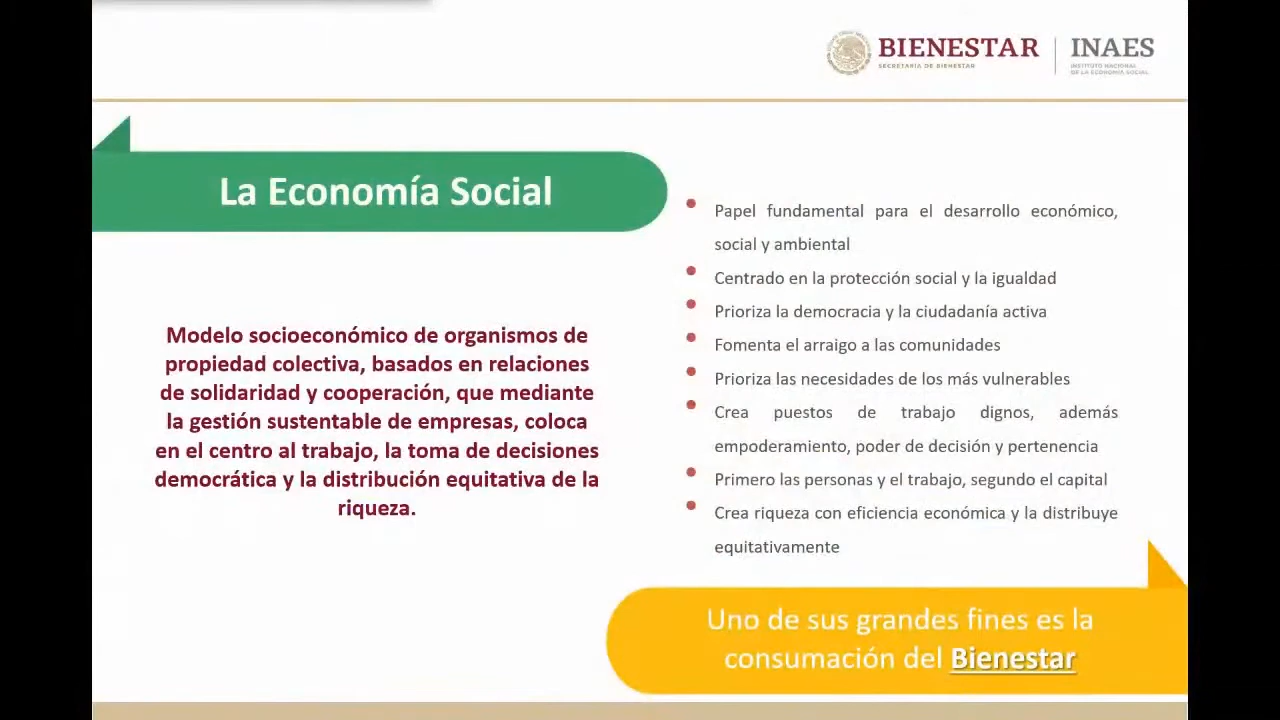 BIENESTAR
SECRETARÍA DE BIENESTAR
INAES
INSTITUTO NACIONAL
DE LA ECONOMÍA SOCIAL
La Economía Social
Modelo socioeconómico de organismos de
propiedad colectiva, basados en relaciones
de solidaridad y cooperación, que mediante
la gestión sustentable de empresas, coloca
en el centro al trabajo, la toma de decisiones
democrática y la distribución equitativa de la
riqueza.
Papel fundamental para el desarrollo económico,
social y ambiental
Centrado en la protección social y la igualdad
Prioriza la democracia y la ciudadanía activa
Fomenta el arraigo a las comunidades
Prioriza las necesidades de los más vulnerables
Crea puestos de trabajo dignos, además
empoderamiento, poder de decisión y pertenencia
Primero las personas y el trabajo, segundo el capital
Crea riqueza con eficiencia económica y la distribuye
equitativamente
Uno de sus grandes fines es la
consumación del Bienestar